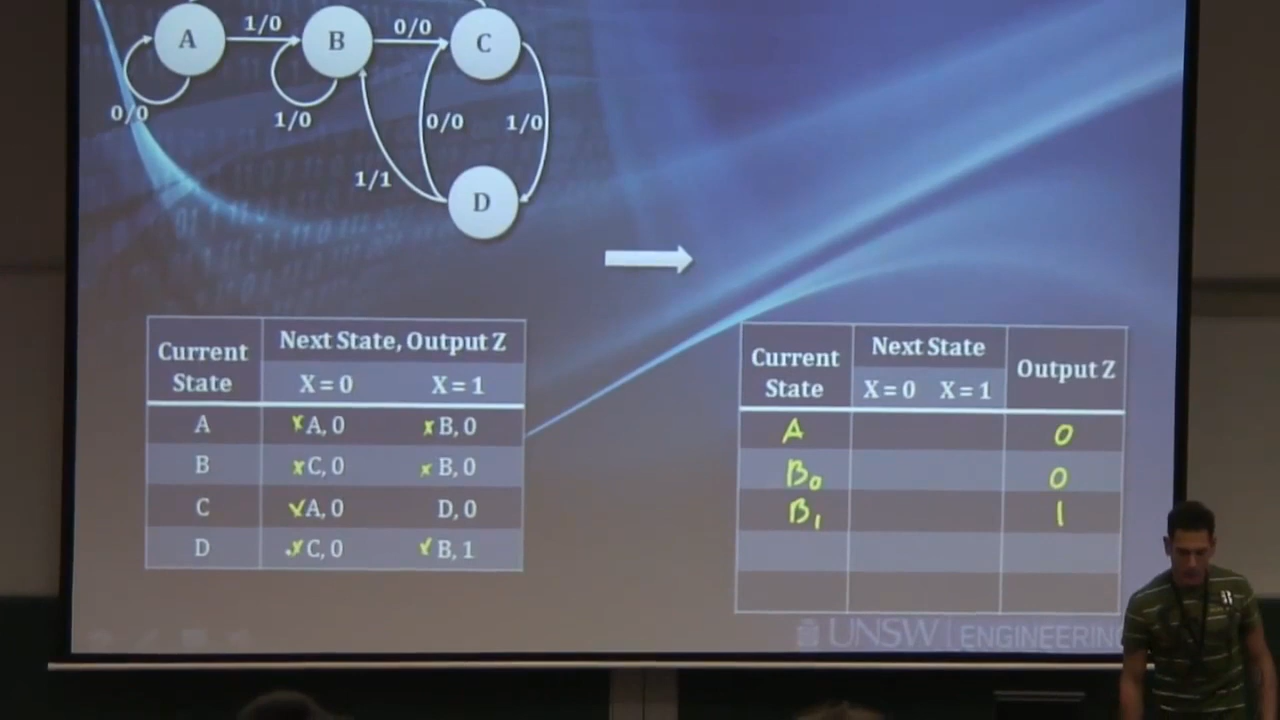 A
1/0
B
0/0
C
0/0
1/0
0/0
1/0
1/1
D
Current State
Next State, Output Z
X = 0
X = 1
A
A, 0
B, 0
B
C, 0
B, 0
C
A, 0
D, 0
D
C, 0
B, 1
Current State
Next State
X = 0
X = 1
Output Z
A
0
B0
0
B1
1
UNSW
ENGINEERING